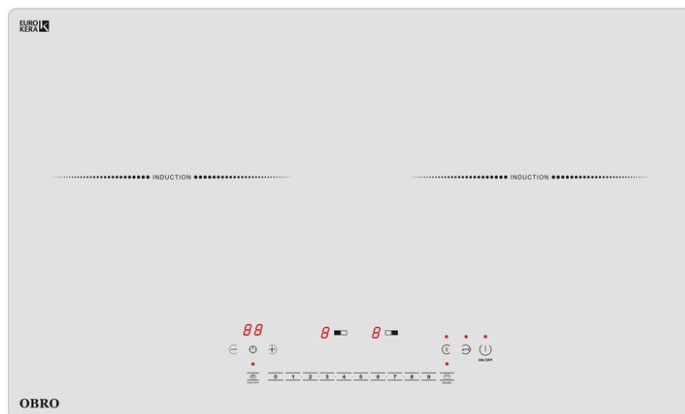 EURO
KERA
INDUCTION
INDUCTION
88
8
8
ON/OFF
0 1 2 3 4 5 6 7 8 9
OBRO